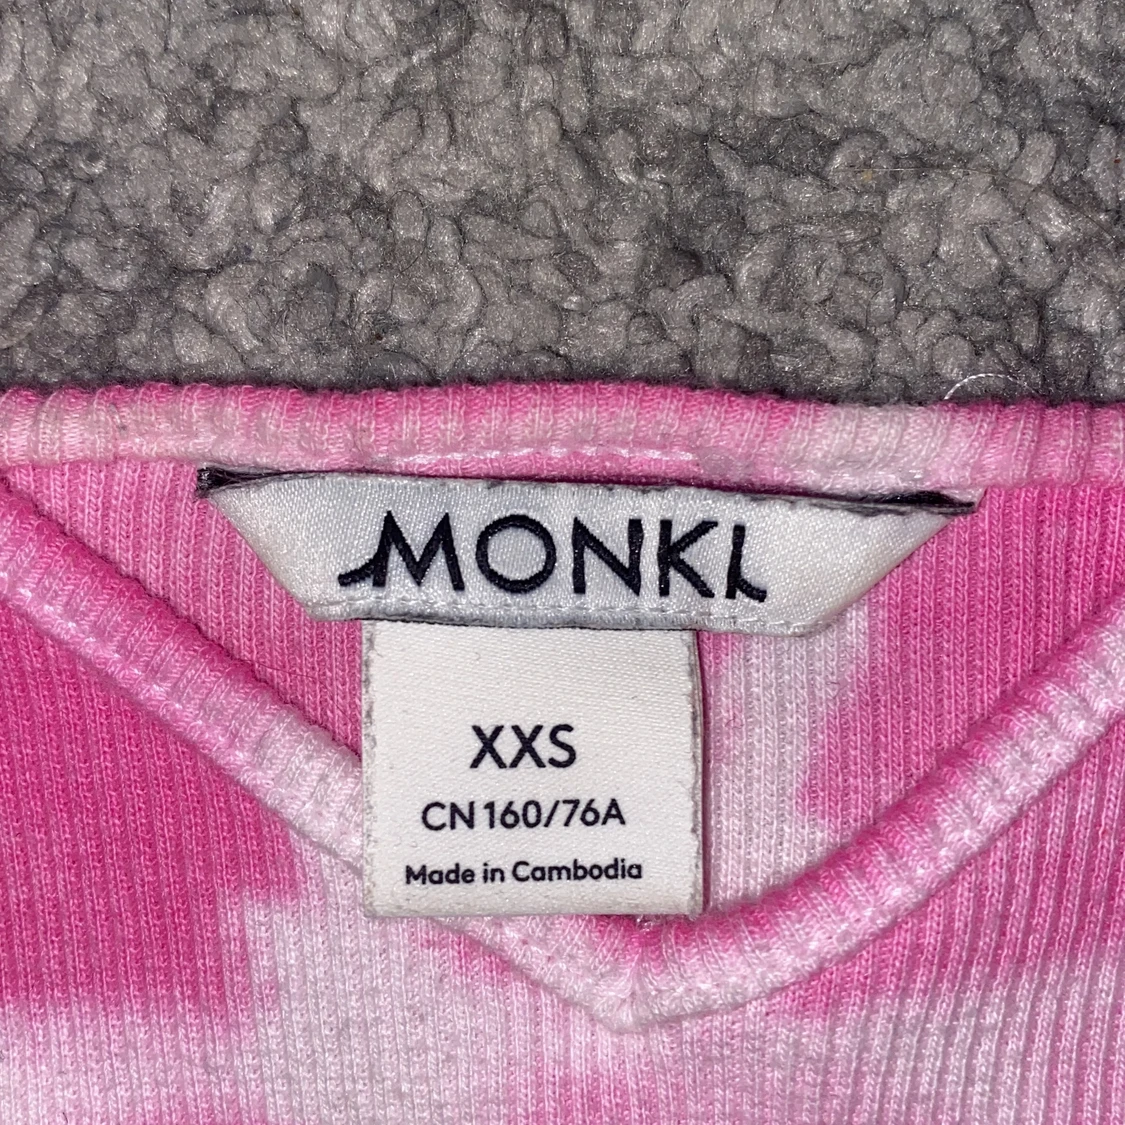 MONKI
XXS
CN 160/76A
Made in Cambodia